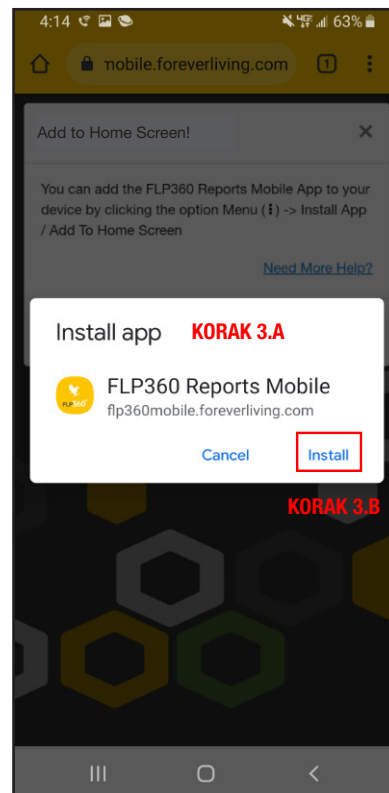 4:14 63%
mobile.foreverliving.com 1
Add to Home Screen!
You can add the FLP360 Reports Mobile App to your
device by clicking the option Menu (⋮) -> Install App
/ Add To Home Screen
Need More Help?
Install app KORAK 3.A
FLP360 Reports Mobile
FLP360
flp360mobile.foreverliving.com
Cancel Install
KORAK 3.B